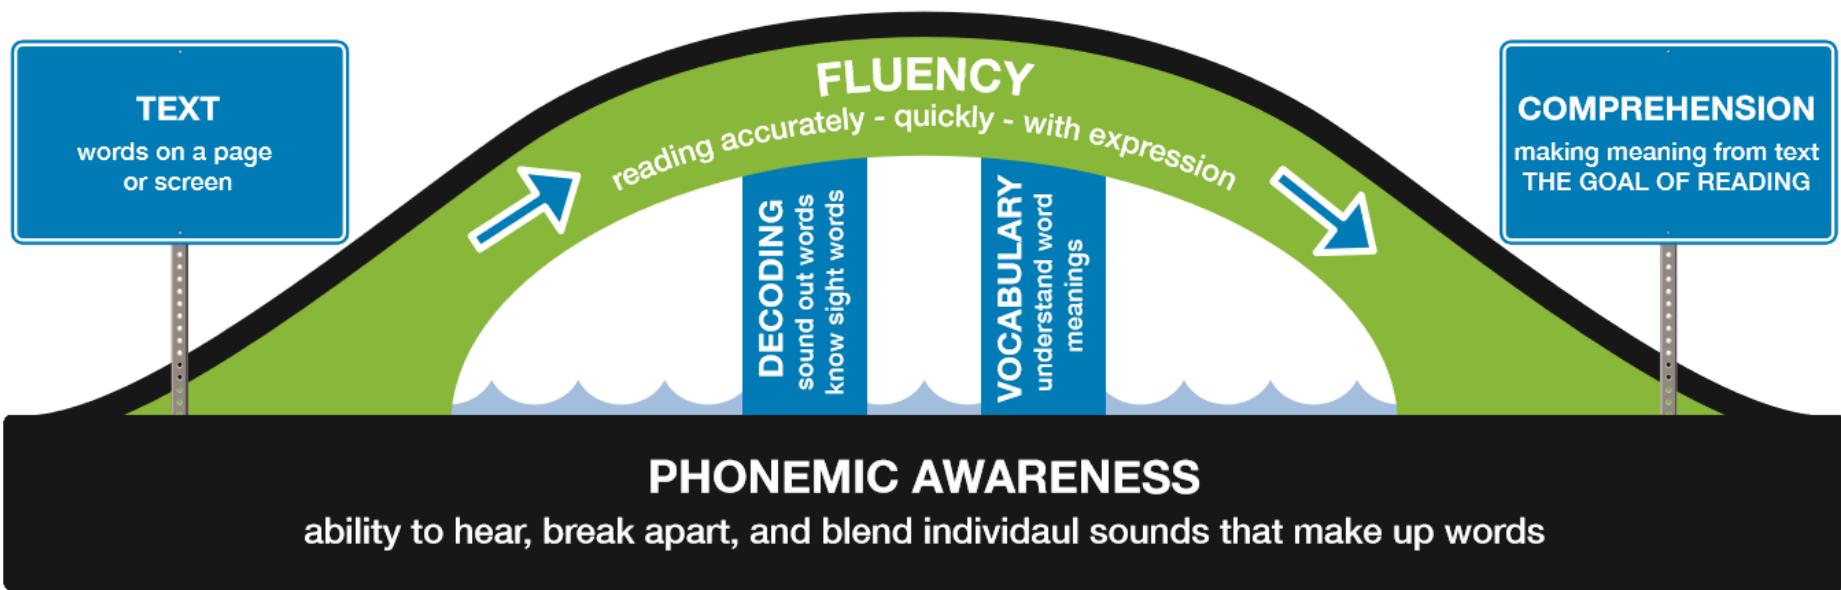 TEXT
words on a page
or screen
FLUENCY
reading accurately - quickly - with expression
DECODING
sound out words
know sight words
VOCABULARY
understand word
meanings
COMPREHENSION
making meaning from text
THE GOAL OF READING
PHONEMIC AWARENESS
ability to hear, break apart, and blend individaul sounds that make up words